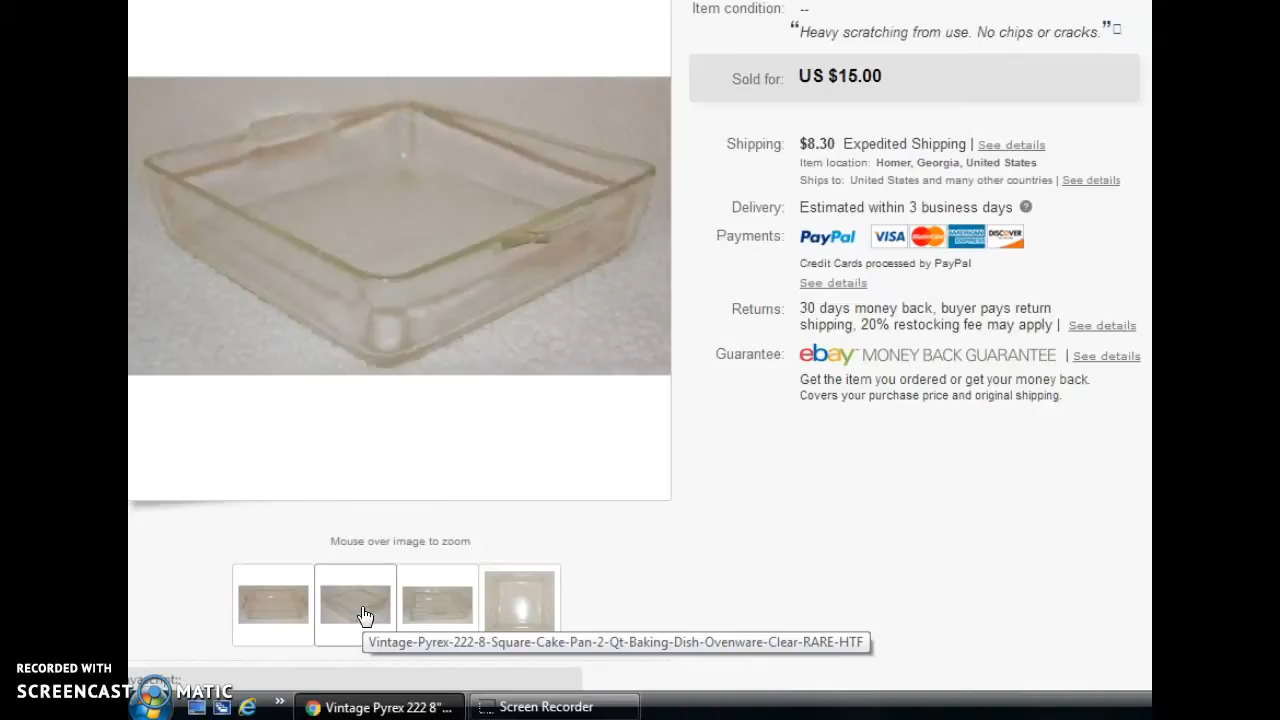 Item condition: --
“Heavy scratching from use. No chips or cracks.”
Sold for: US $15.00
Shipping: $8.30 Expedited Shipping | See details
Item location: Homer, Georgia, United States
Ships to: United States and many other countries | See details
Delivery: Estimated within 3 business days ?
Payments: PayPal VISA MasterCard AMERICAN EXPRESS DISCOVER
Credit Cards processed by PayPal
See details
Returns: 30 days money back, buyer pays return
shipping, 20% restocking fee may apply | See details
Guarantee: ebay MONEY BACK GUARANTEE | See details
Get the item you ordered or get your money back.
Covers your purchase price and original shipping.
Mouse over image to zoom
Vintage-Pyrex-222-8-Square-Cake-Pan-2-Qt-Baking-Dish-Ovenware-Clear-RARE-HTF
RECORDED WITH
SCREENCAST MATIC
» Vintage Pyrex 222 8"... Screen Recorder